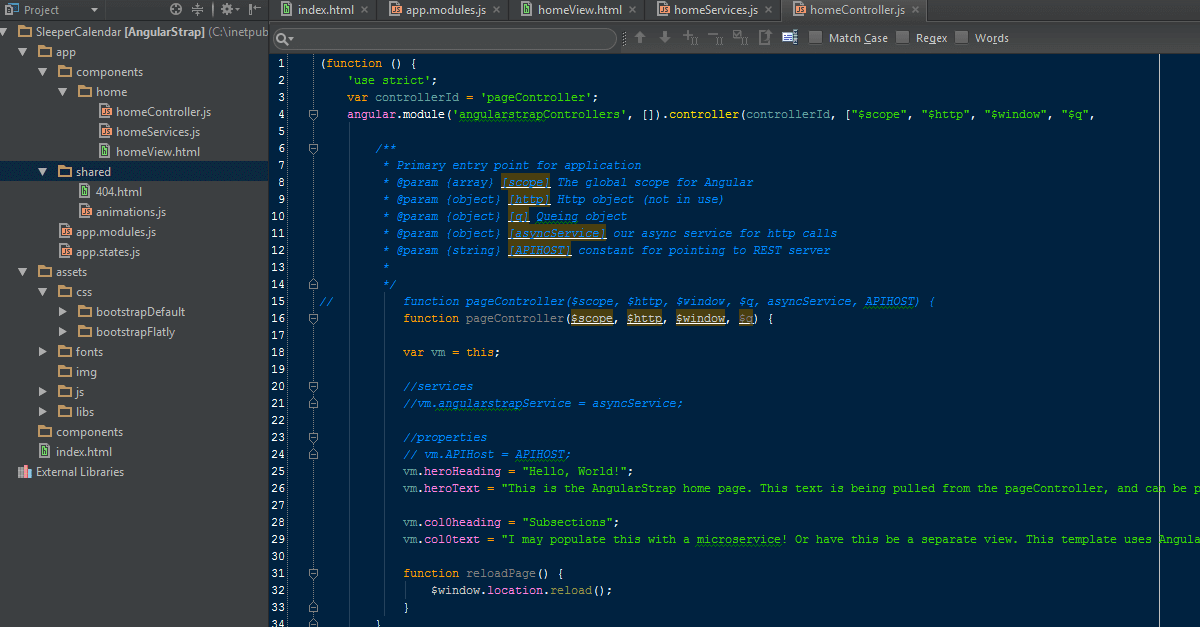 Project
index.html
app.modules.js
homeView.html
homeServices.js
homeController.js
SleeperCalendar [AngularStrap] (C:\inetpub
app
components
home
homeController.js
homeServices.js
homeView.html
shared
404.html
animations.js
app.modules.js
app.states.js
assets
css
bootstrapDefault
bootstrapFlatly
fonts
img
js
libs
components
index.html
External Libraries
Match Case Regex Words
1 (function () {
2 'use strict';
3 var controllerId = 'pageController';
4 angular.module('angularstrapControllers', []).controller(controllerId, ["$scope", "$http", "$window", "$q",
5
6 /**
7 * Primary entry point for application
8 * @param {array} [scope] The global scope for Angular
9 * @param {object} [http] Http object (not in use)
10 * @param {object} [q] Queing object
11 * @param {object} [asyncService] our async service for http calls
12 * @param {string} [APIHOST] constant for pointing to REST server
13 *
14 */
15 // function pageController($scope, $http, $window, $q, asyncService, APIHOST) {
16 function pageController($scope, $http, $window, $q) {
17
18 var vm = this;
19
20 //services
21 //vm.angularstrapService = asyncService;
22
23 //properties
24 // vm.APIHost = APIHOST;
25 vm.heroHeading = "Hello, World!";
26 vm.heroText = "This is the AngularStrap home page. This text is being pulled from the pageController, and can be p
27
28 vm.col0heading = "Subsections";
29 vm.col0text = "I may populate this with a microservice! Or have this be a separate view. This template uses Angula
30
31 function reloadPage() {
32 $window.location.reload();
33 }
34 }